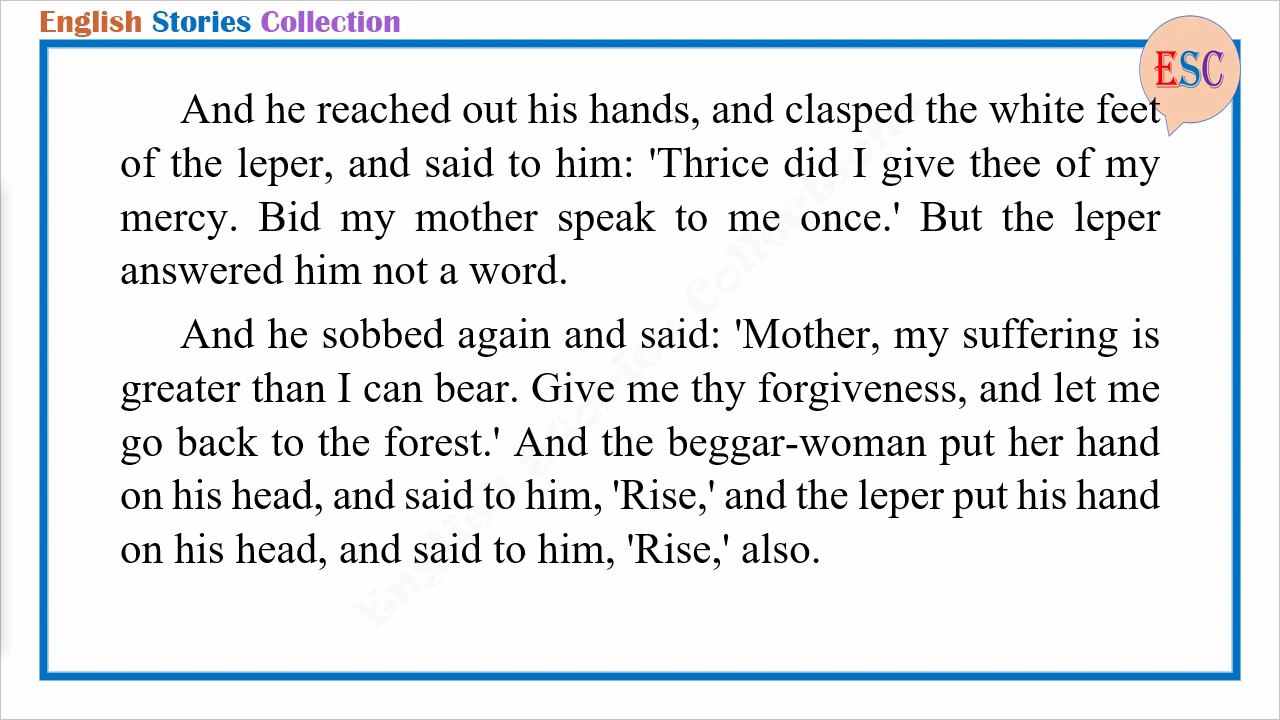 English Stories Collection
ESC
And he reached out his hands, and clasped the white feet
of the leper, and said to him: 'Thrice did I give thee of my
mercy. Bid my mother speak to me once.' But the leper
answered him not a word.
And he sobbed again and said: 'Mother, my suffering is
greater than I can bear. Give me thy forgiveness, and let me
go back to the forest.' And the beggar-woman put her hand
on his head, and said to him, 'Rise,' and the leper put his hand
on his head, and said to him, 'Rise,' also.
English Stories Collection